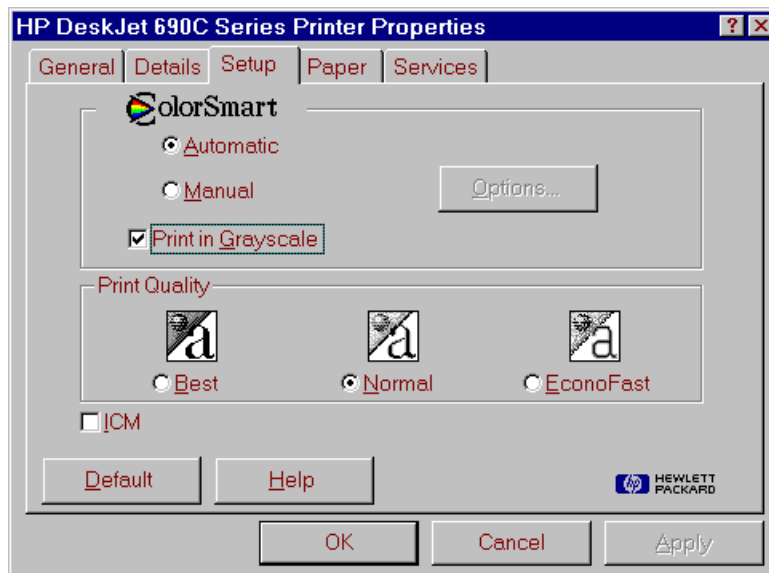 HP DeskJet 690C Series Printer Properties
General Details Setup Paper Services
ColorSmart
Automatic
Manual
Options...
Print in Grayscale
Print Quality
a a a
Best Normal EconoFast
ICM
Default Help
hp HEWLETT
PACKARD
OK Cancel Apply